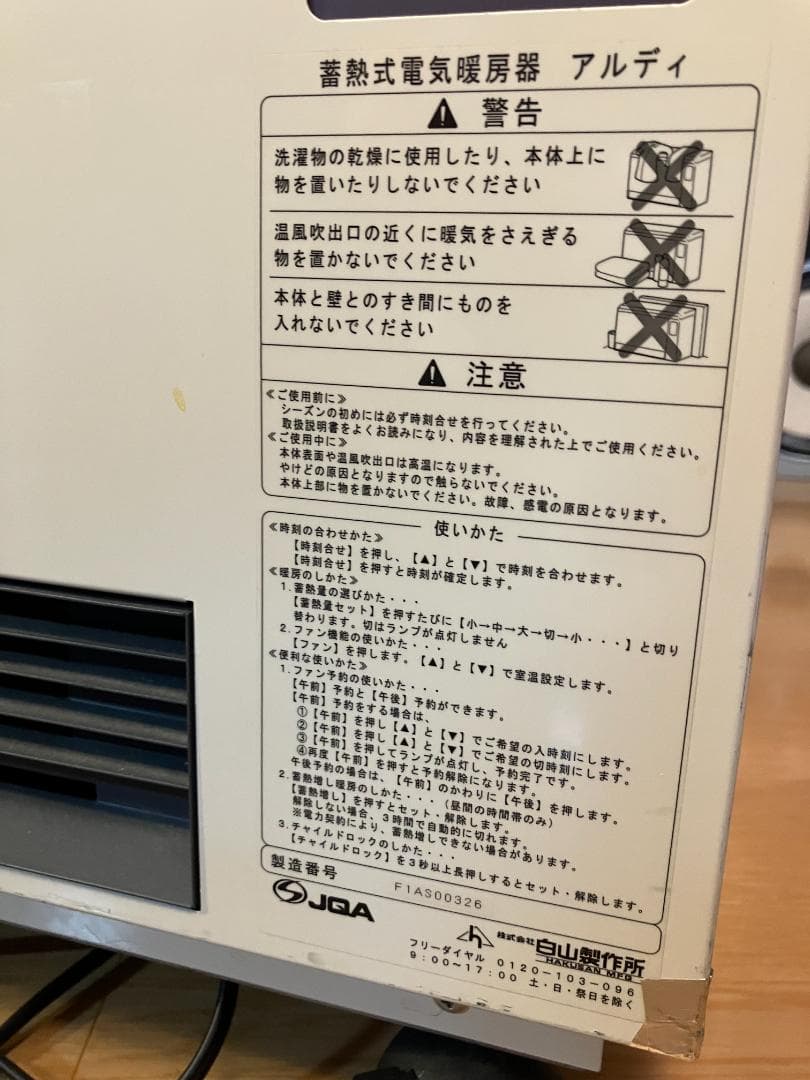 蓄熱式電気暖房器 アルディ
警告
洗濯物の乾燥に使用したり、本体上に
物を置いたりしないでください
温風吹出口の近くに暖気をさえぎる
物を置かないでください
本体と壁とのすき間にものを
入れないでください
注意
≪ご使用前に≫
シーズンの初めには必ず時刻合せを行ってください。
取扱説明書をよくお読みになり、内容を理解された上でご使用ください。
≪ご使用中に≫
本体表面や温風吹出口は高温になります。
やけどの原因となりますので触らないでください。
本体上部に物を置かないでください。故障、感電の原因となります。
使いかた
≪時刻の合わせかた≫
【時刻合せ】を押し、【▲】と【▼】で時刻を合わせます。
【時刻合せ】を押すと時刻が確定します。
≪暖房のしかた≫
1.蓄熱量の選びかた・・・
【蓄熱量セット】を押すたびに【小→中→大→切→小・・・】と切り
替わります。切はランプが点灯しません
2.ファン機能の使いかた・・・
【ファン】を押します。【▲】と【▼】で室温設定します。
≪便利な使いかた≫
1.ファン予約の使いかた・・・
【午前】予約と【午後】予約ができます。
【午前】予約をする場合は、
①【午前】を押し【▲】と【▼】でご希望の入時刻にします。
②【午前】を押し【▲】と【▼】でご希望の切時刻にします。
③【午前】を押してランプが点灯し、予約完了です。
④再度【午前】を押すと予約解除になります。
午後予約の場合は、【午前】のかわりに【午後】を押します。
2.蓄熱増し暖房のしかた・・・（昼間の時間帯のみ）
【蓄熱増し】を押すとセット・解除します。
解除しない場合、3時間で自動的に切れます。
※電力契約により、蓄熱増しできない場合があります。
3.チャイルドロックのしかた・・・
【チャイルドロック】を3秒以上長押しするとセット・解除します。
製造番号 F1AS00326
JQA
株式会社 白山製作所
HAKUSAN MFG
フリーダイヤル 0120-103-096
9:00～17:00 土・日・祭日を除く